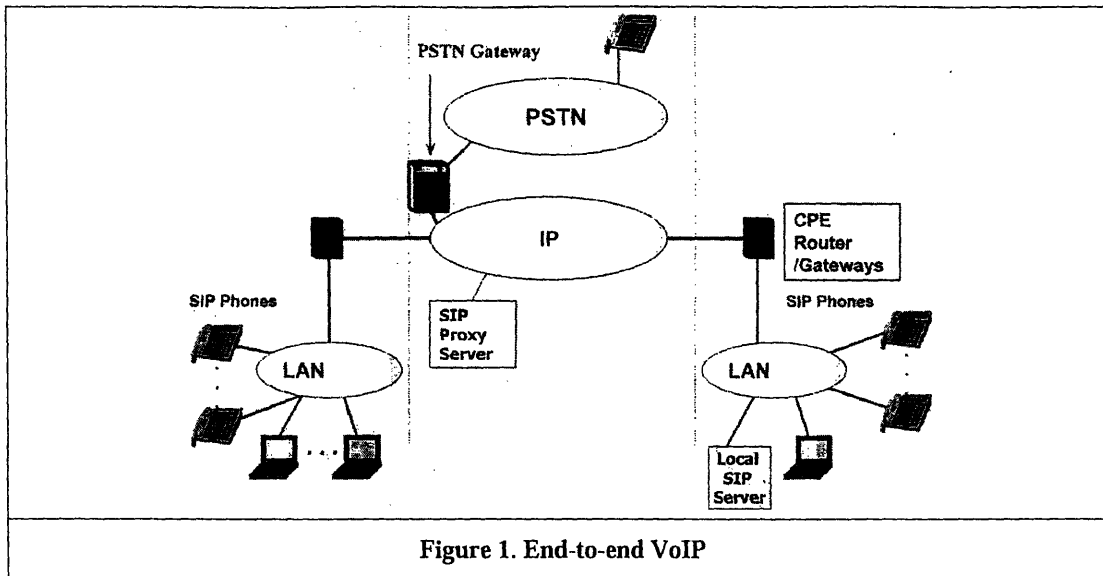 PSTN Gateway
PSTN
IP
CPE
Router
/Gateways
SIP Phones
SIP
Proxy
Server
SIP Phones
LAN
LAN
Local
SIP
Server
Figure 1. End-to-end VoIP